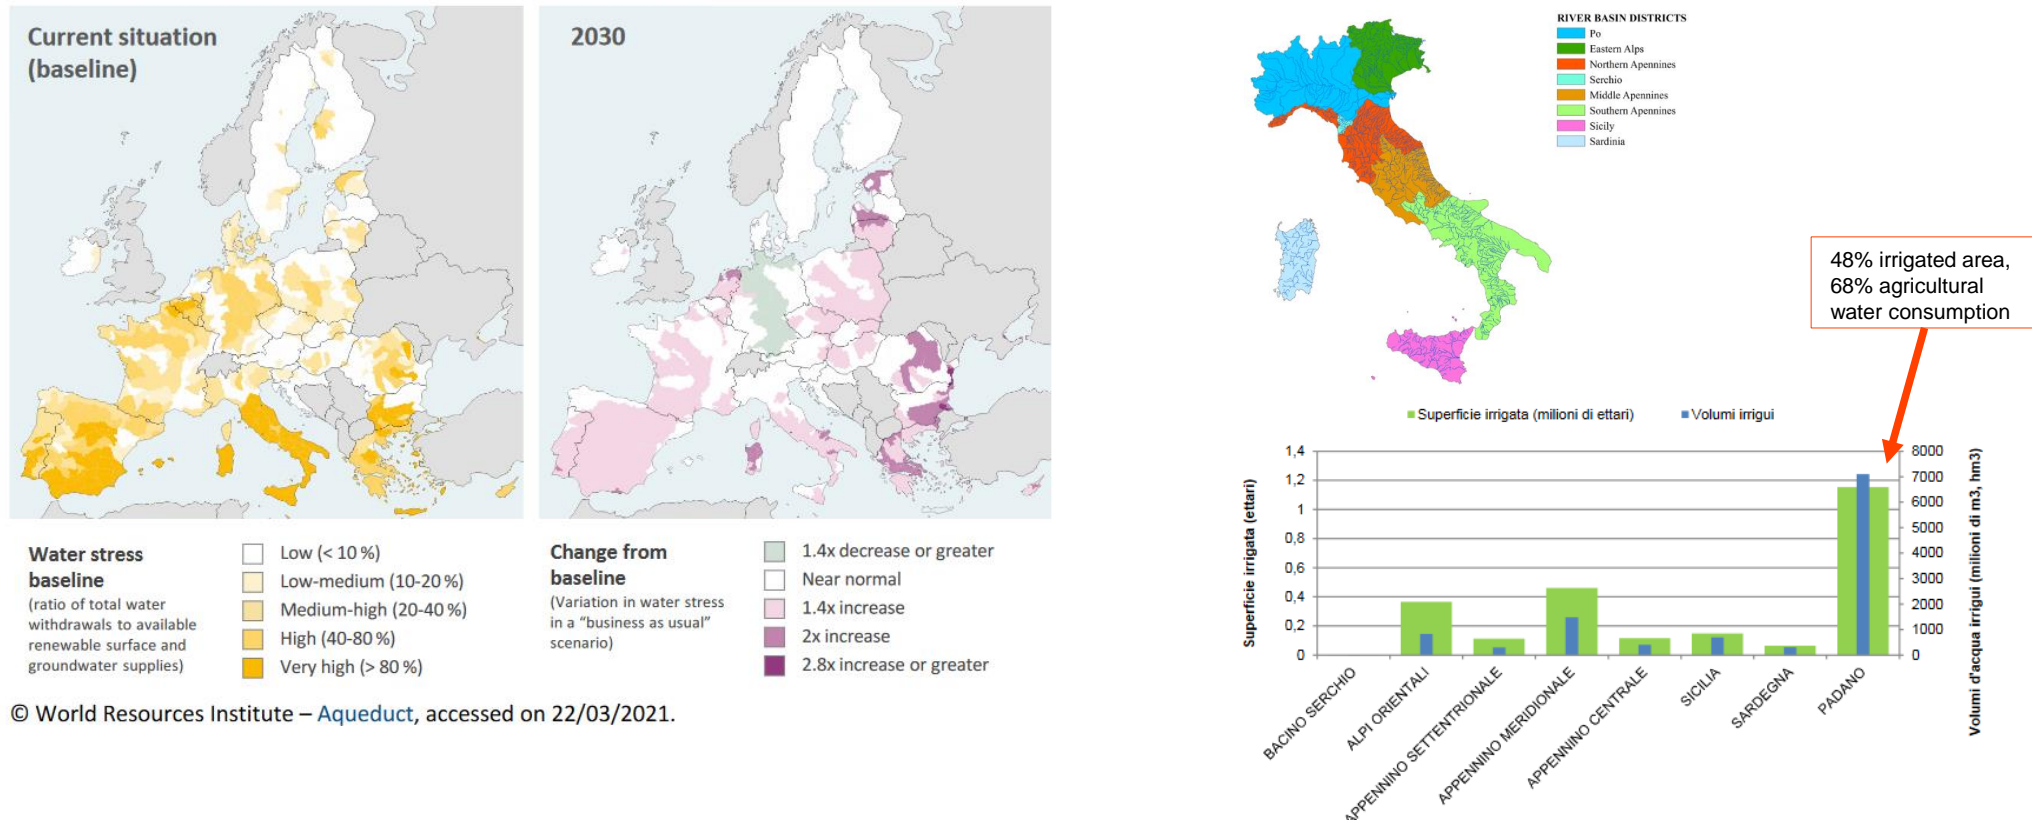 Current situation
(baseline)
2030
Water stress
baseline
(ratio of total water
withdrawals to available
renewable surface and
groundwater supplies)
Low (< 10 %)
Low-medium (10-20 %)
Medium-high (20-40 %)
High (40-80 %)
Very high (> 80 %)
Change from
baseline
(Variation in water stress
in a “business as usual”
scenario)
1.4x decrease or greater
Near normal
1.4x increase
2x increase
2.8x increase or greater
© World Resources Institute – Aqueduct, accessed on 22/03/2021.
RIVER BASIN DISTRICTS
Po
Eastern Alps
Northern Apennines
Serchio
Middle Apennines
Southern Apennines
Sicily
Sardinia
48% irrigated area,
68% agricultural
water consumption
Superficie irrigata (milioni di ettari)
Volumi irrigui
Superficie irrigata (ettari)
1,4
1,2
1
0,8
0,6
0,4
0,2
0
8000
7000
6000
5000
4000
3000
2000
1000
0
Volumi d'acqua irrigui (milioni di m3, hm3)
BACINO SERCHIO
ALPI ORIENTALI
APPENNINO SETTENTRIONALE
APPENNINO MERIDIONALE
APPENNINO CENTRALE
SICILIA
SARDEGNA
PADANO